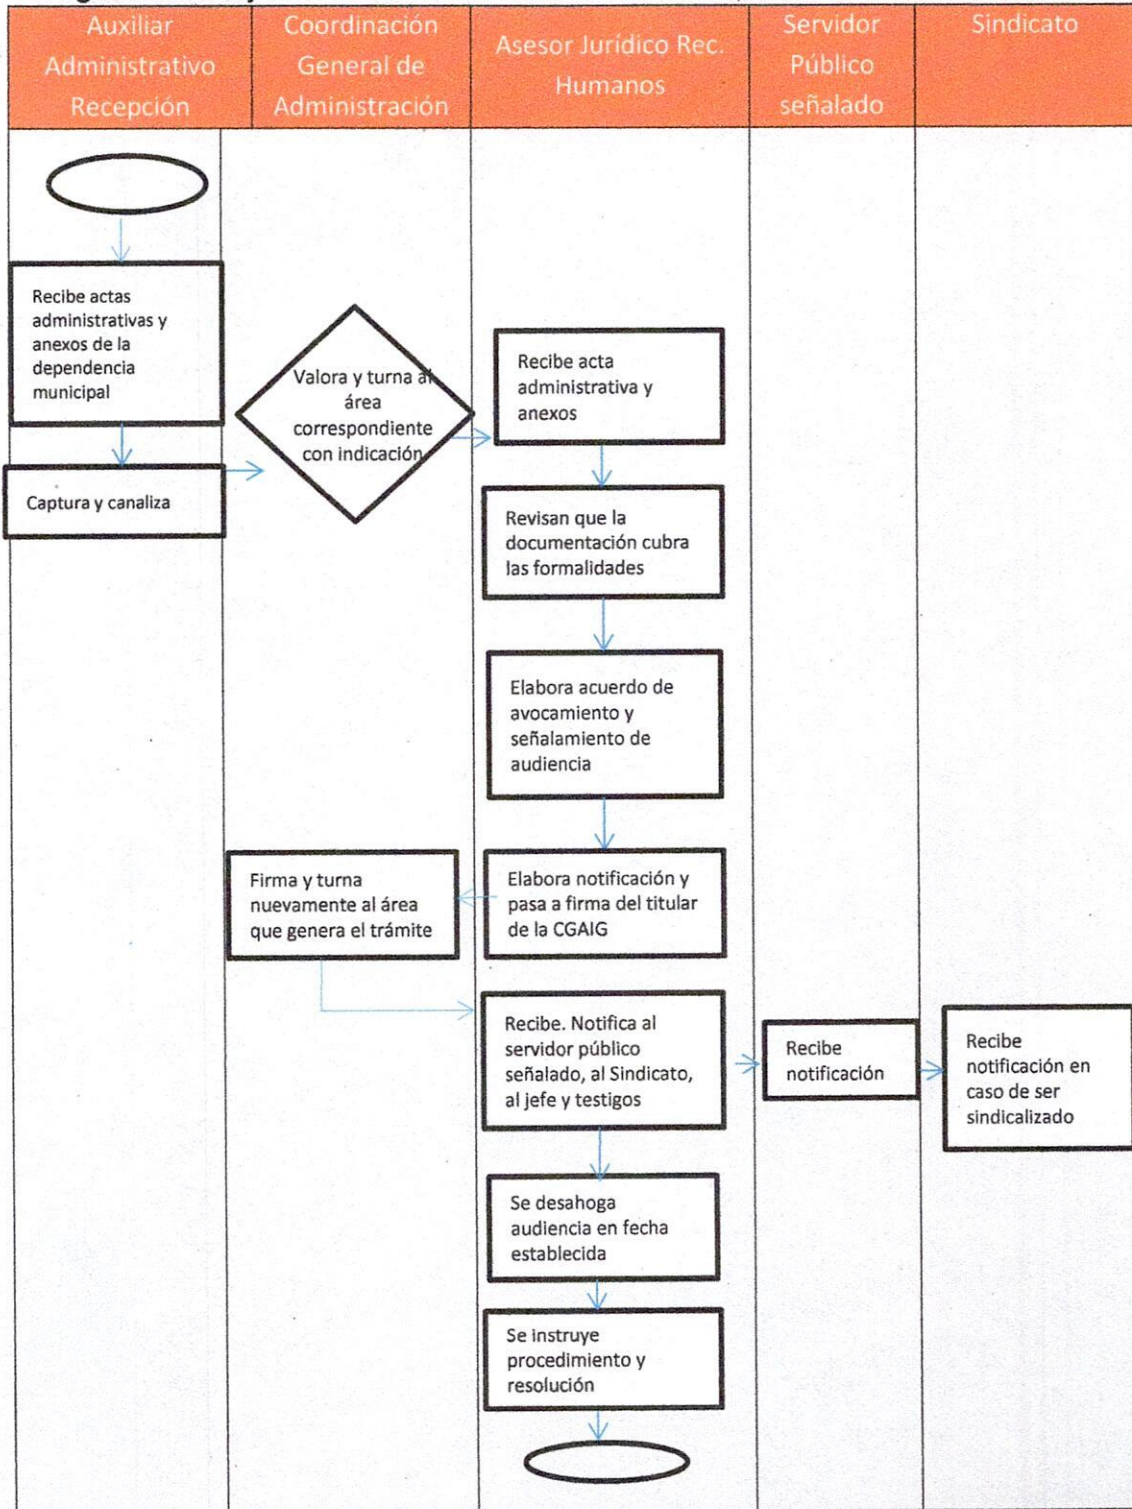 Auxiliar
Administrativo
Recepción
Coordinación
General de
Administración
Asesor Jurídico Rec.
Humanos
Servidor
Público
señalado
Sindicato
Recibe actas
administrativas y
anexos de la
dependencia
municipal
Captura y canaliza
Valora y turna al
área
correspondiente
con indicación
Recibe acta
administrativa y
anexos
Revisan que la
documentación cubra
las formalidades
Elabora acuerdo de
avocamiento y
señalamiento de
audiencia
Elabora notificación y
pasa a firma del titular
de la CGAIG
Firma y turna
nuevamente al área
que genera el trámite
Recibe. Notifica al
servidor público
señalado, al Sindicato,
al jefe y testigos
Recibe
notificación
Recibe
notificación en
caso de ser
sindicalizado
Se desahoga
audiencia en fecha
establecida
Se instruye
procedimiento y
resolución